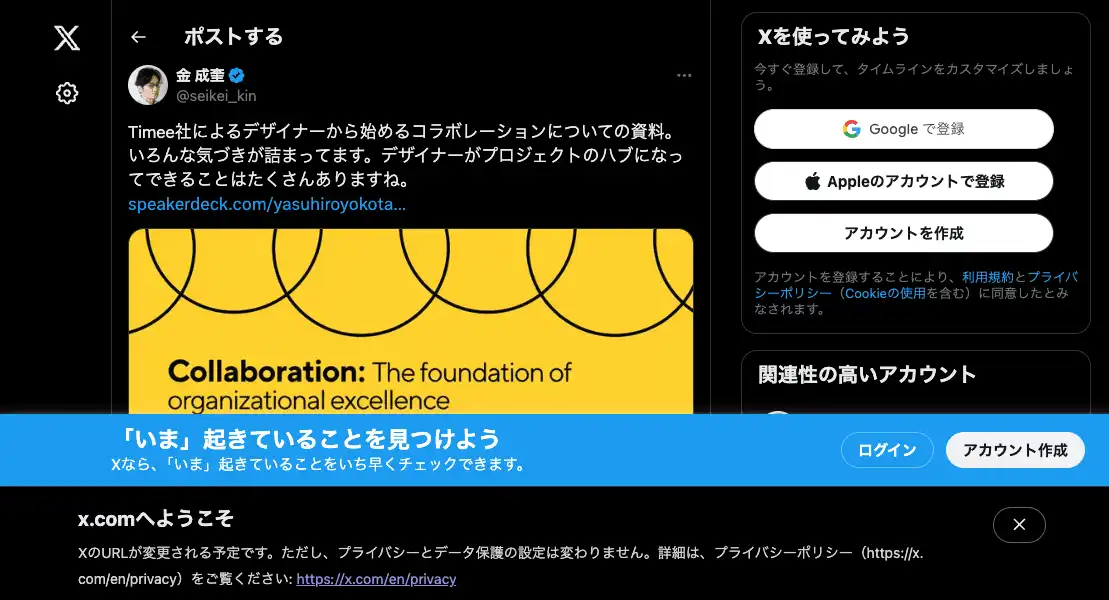 ポストする
金 成奎
@seikei_kin
Timee社によるデザイナーから始めるコラボレーションについての資料。
いろんな気づきが詰まってます。デザイナーがプロジェクトのハブになっ
てできることはたくさんありますね。
speakerdeck.com/yasuhiroyokota…
Collaboration: The foundation of
organizational excellence
Xを使ってみよう
今すぐ登録して、タイムラインをカスタマイズしましょ
う。
Google で登録
Appleのアカウントで登録
アカウントを作成
アカウントを登録することにより、利用規約とプライバ
シーポリシー（Cookieの使用を含む）に同意したとみ
なされます。
関連性の高いアカウント
「いま」起きていることを見つけよう
Xなら、「いま」起きていることをいち早くチェックできます。
ログイン
アカウント作成
x.comへようこそ
XのURLが変更される予定です。ただし、プライバシーとデータ保護の設定は変わりません。詳細は、プライバシーポリシー（https://x.
com/en/privacy）をご覧ください: https://x.com/en/privacy